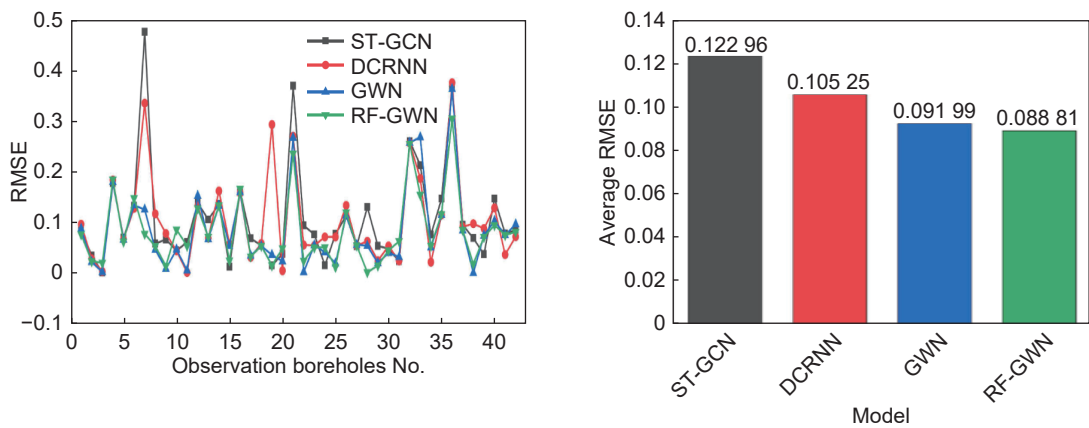 0.5
0.4
0.3
0.2
0.1
0
−0.1
RMSE
ST-GCN
DCRNN
GWN
RF-GWN
0 5 10 15 20 25 30 35 40
Observation boreholes No.
0.14
0.12
0.10
0.08
0.06
0.04
0.02
0
Average RMSE
0.122 96
0.105 25
0.091 99
0.088 81
ST-GCN
DCRNN
GWN
RF-GWN
Model